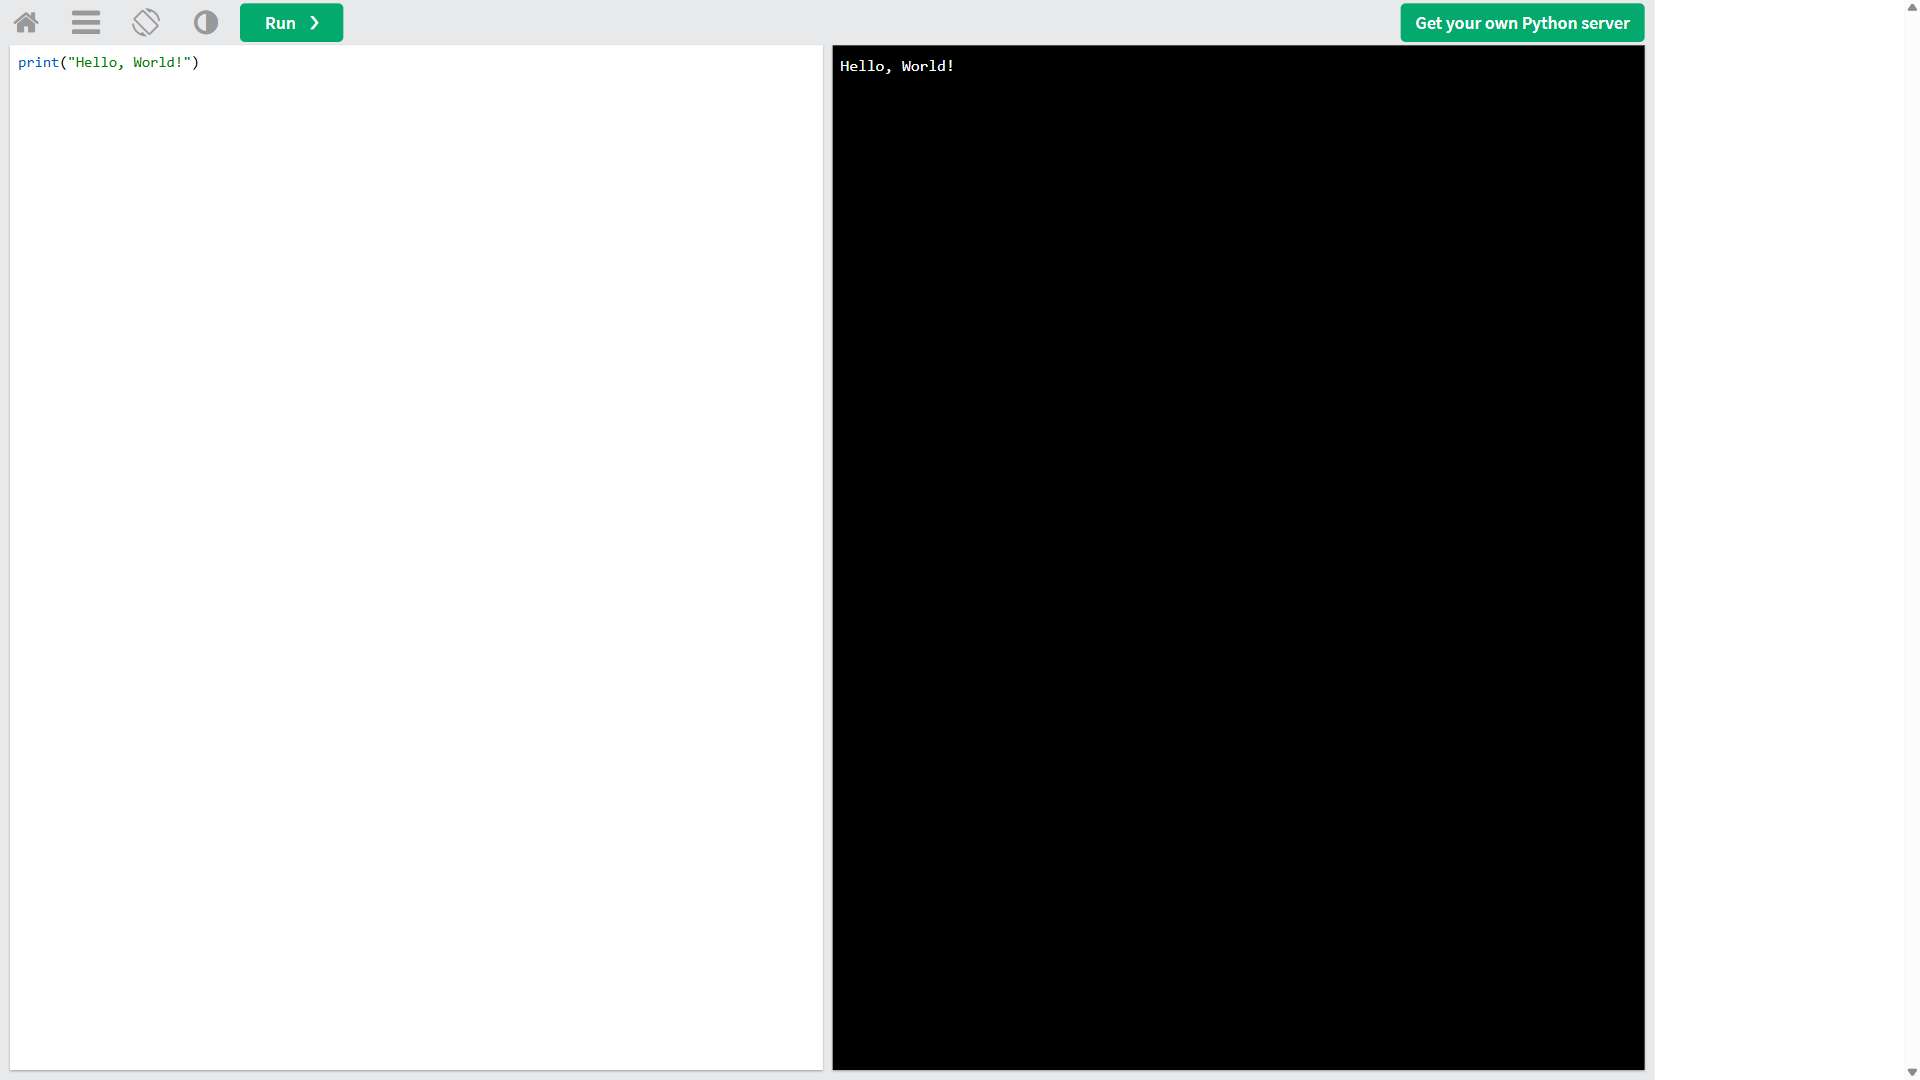 Run ❯
Get your own Python server
print("Hello, World!")
Hello, World!